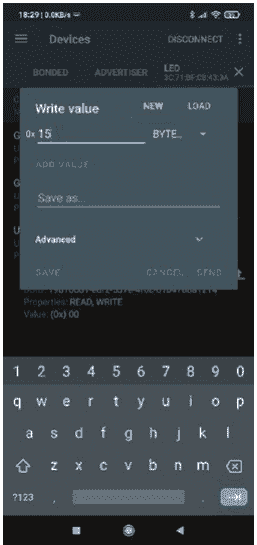 18:29 | 0.0KB/s
Devices
DISCONNECT
BONDED
ADVERTISER
LED
Write value
NEW
LOAD
0x 15
BYTE..
ADD VALUE
Save as...
Advanced
SAVE
CANCEL
SEND
Properties: READ, WRITE
Value: (0x) 00
1 2 3 4 5 6 7 8 9 0
q w e r t y u i o p
a s d f g h j k l
z x c v b n m
?123 , .